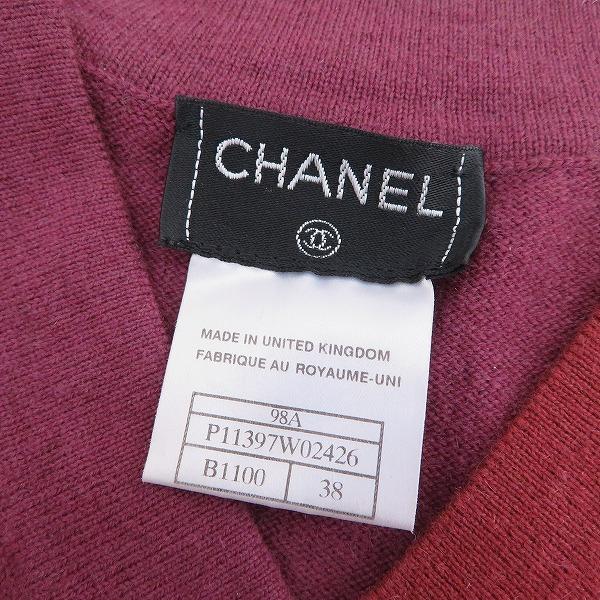 CHANEL
MADE IN UNITED KINGDOM
FABRIQUE AU ROYAUME-UNI
98A
P11397W02426
B1100 38